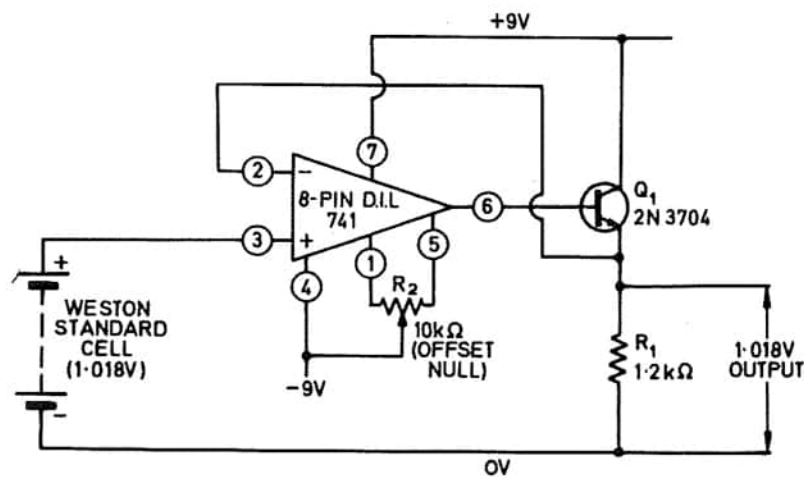 +9V
7
2
−
8-PIN D.I.L
741
6
Q1
2N 3704
3
+
5
1
4
R2
+
WESTON
STANDARD
CELL
(1·018V)
−
10kΩ
(OFFSET
NULL)
−9V
R1
1·2kΩ
1·018V
OUTPUT
0V